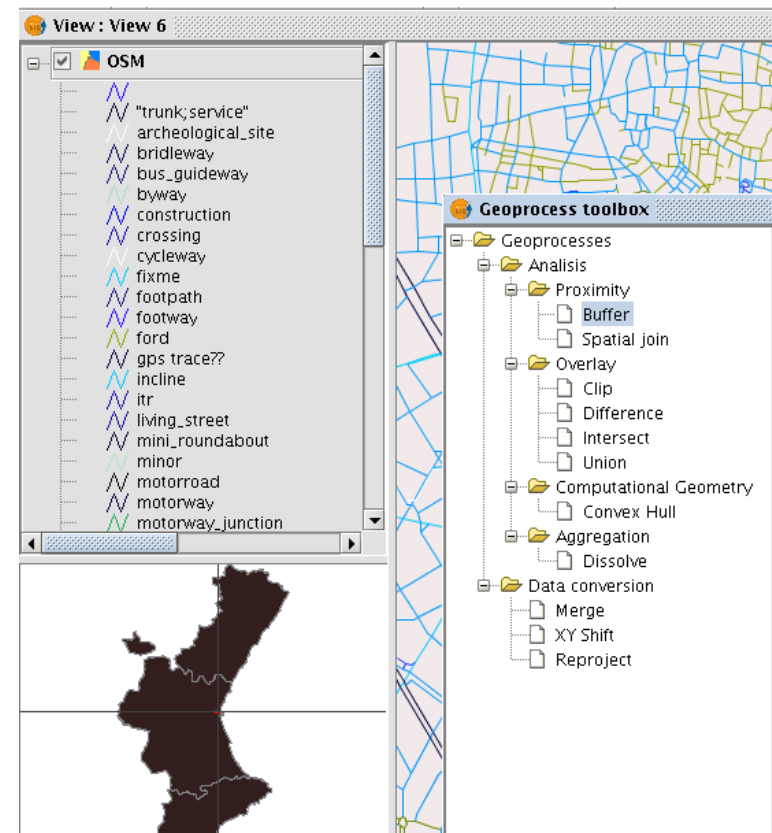 View : View 6
OSM
"trunk;service"
archeological_site
bridleway
bus_guideway
byway
construction
crossing
cycleway
fixme
footpath
footway
ford
gps trace??
incline
itr
living_street
mini_roundabout
minor
motorroad
motorway
motorway_junction
Geoprocess toolbox
Geoprocesses
Analisis
Proximity
Buffer
Spatial join
Overlay
Clip
Difference
Intersect
Union
Computational Geometry
Convex Hull
Aggregation
Dissolve
Data conversion
Merge
XY Shift
Reproject